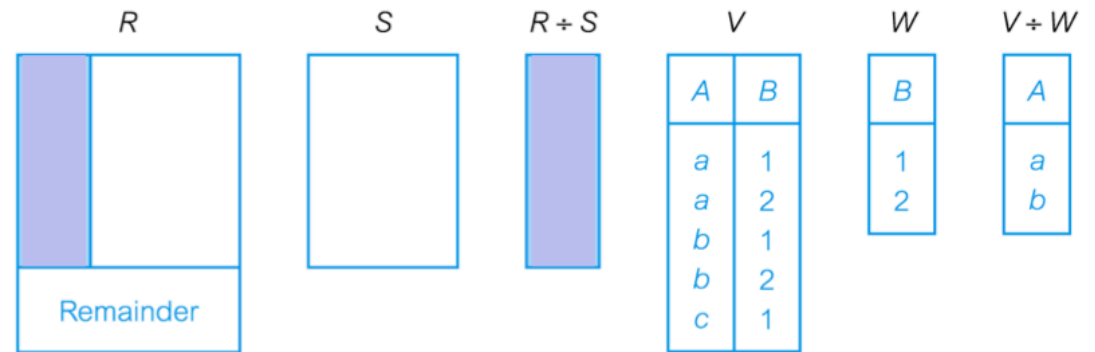 R S R ÷ S V W V ÷ W
A B B A
a 1 1 a
a 2 2 b
b 1
b 2
c 1
Remainder